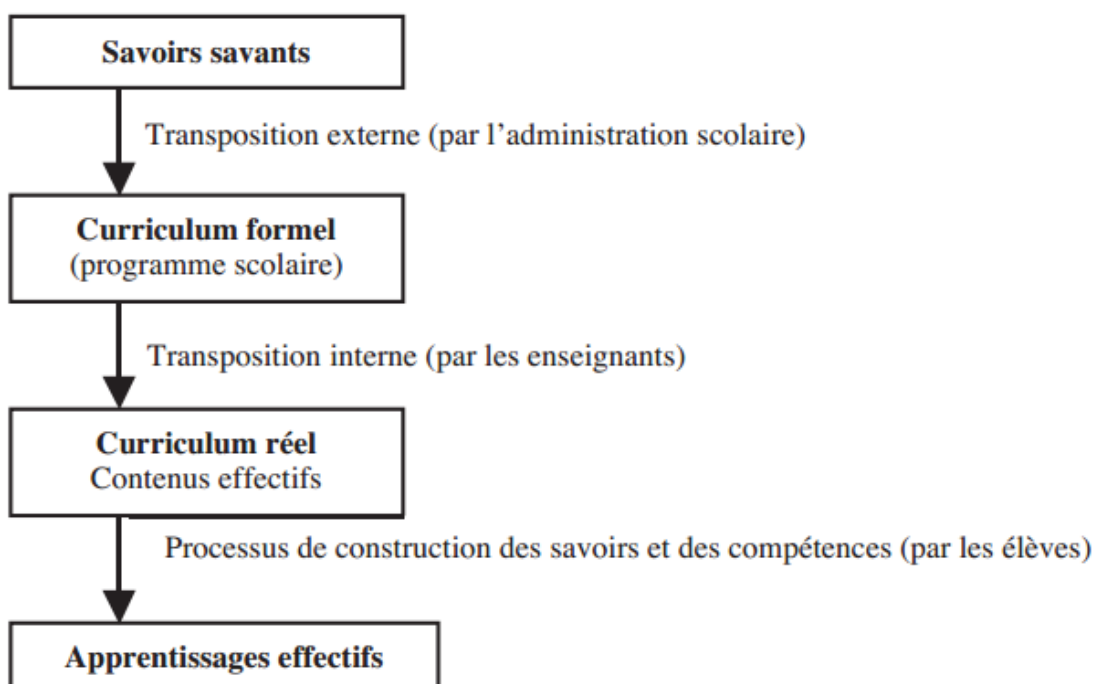 Savoirs savants
Transposition externe (par l’administration scolaire)
Curriculum formel
(programme scolaire)
Transposition interne (par les enseignants)
Curriculum réel
Contenus effectifs
Processus de construction des savoirs et des compétences (par les élèves)
Apprentissages effectifs